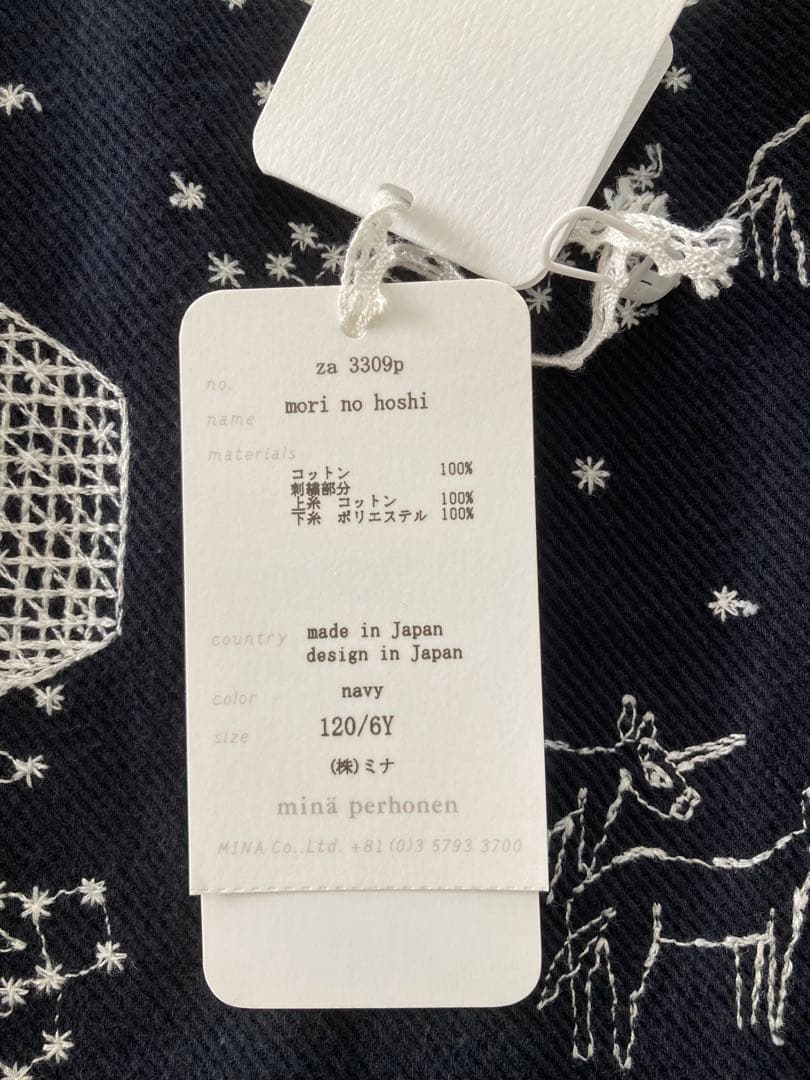 no. za 3309p
name mori no hoshi
materials
コットン 100%
刺繍部分
上糸 コットン 100%
下糸 ポリエステル 100%
country made in Japan
design in Japan
color navy
size 120/6Y
(株)ミナ
minä perhonen
MINA Co.,Ltd. +81(0)3 5793 3700